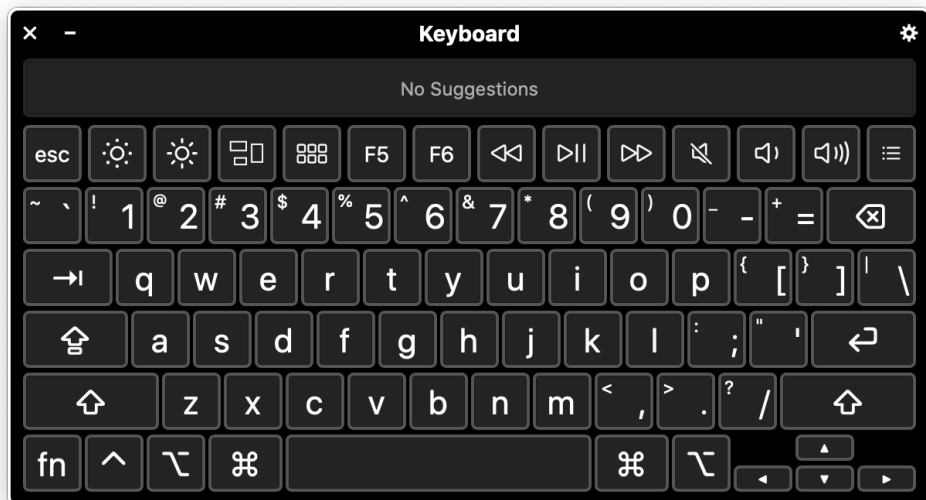 Keyboard
No Suggestions
esc F5 F6
~ ` ! 1 @ 2 # 3 $ 4 % 5 ^ 6 & 7 * 8 ( 9 ) 0 _ - + =
q w e r t y u i o p { [ } ] | \
a s d f g h j k l : ; " '
z x c v b n m < , > . ? /
fn ^ ⌥ ⌘ ⌘ ⌥